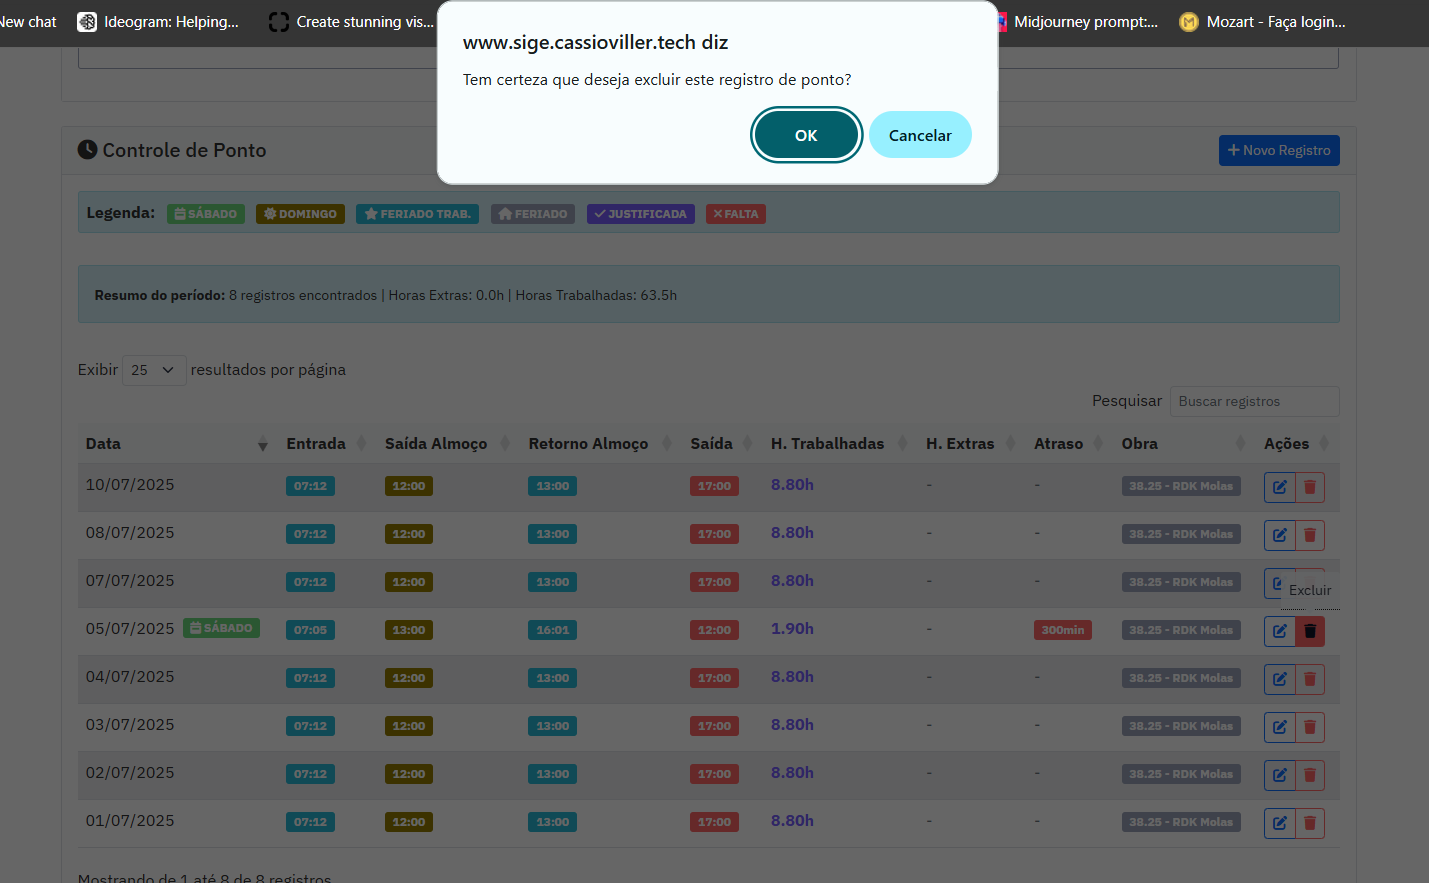 New chat Ideogram: Helping... Create stunning vis... Midjourney prompt:... Mozart - Faça login...
www.sige.cassioviller.tech diz
Tem certeza que deseja excluir este registro de ponto?
OK Cancelar
Controle de Ponto + Novo Registro
Legenda: SÁBADO DOMINGO FERIADO TRAB. FERIADO JUSTIFICADA FALTA
Resumo do período: 8 registros encontrados | Horas Extras: 0.0h | Horas Trabalhadas: 63.5h
Exibir 25 resultados por página
Pesquisar Buscar registros
Data Entrada Saída Almoço Retorno Almoço Saída H. Trabalhadas H. Extras Atraso Obra Ações
10/07/2025 07:12 12:00 13:00 17:00 8.80h - - 38.25 - RDK Molas
08/07/2025 07:12 12:00 13:00 17:00 8.80h - - 38.25 - RDK Molas
07/07/2025 07:12 12:00 13:00 17:00 8.80h - - 38.25 - RDK Molas
Excluir
05/07/2025 SÁBADO 07:05 13:00 16:01 12:00 1.90h - 300min 38.25 - RDK Molas
04/07/2025 07:12 12:00 13:00 17:00 8.80h - - 38.25 - RDK Molas
03/07/2025 07:12 12:00 13:00 17:00 8.80h - - 38.25 - RDK Molas
02/07/2025 07:12 12:00 13:00 17:00 8.80h - - 38.25 - RDK Molas
01/07/2025 07:12 12:00 13:00 17:00 8.80h - - 38.25 - RDK Molas
Mostrando de 1 até 8 de 8 registros